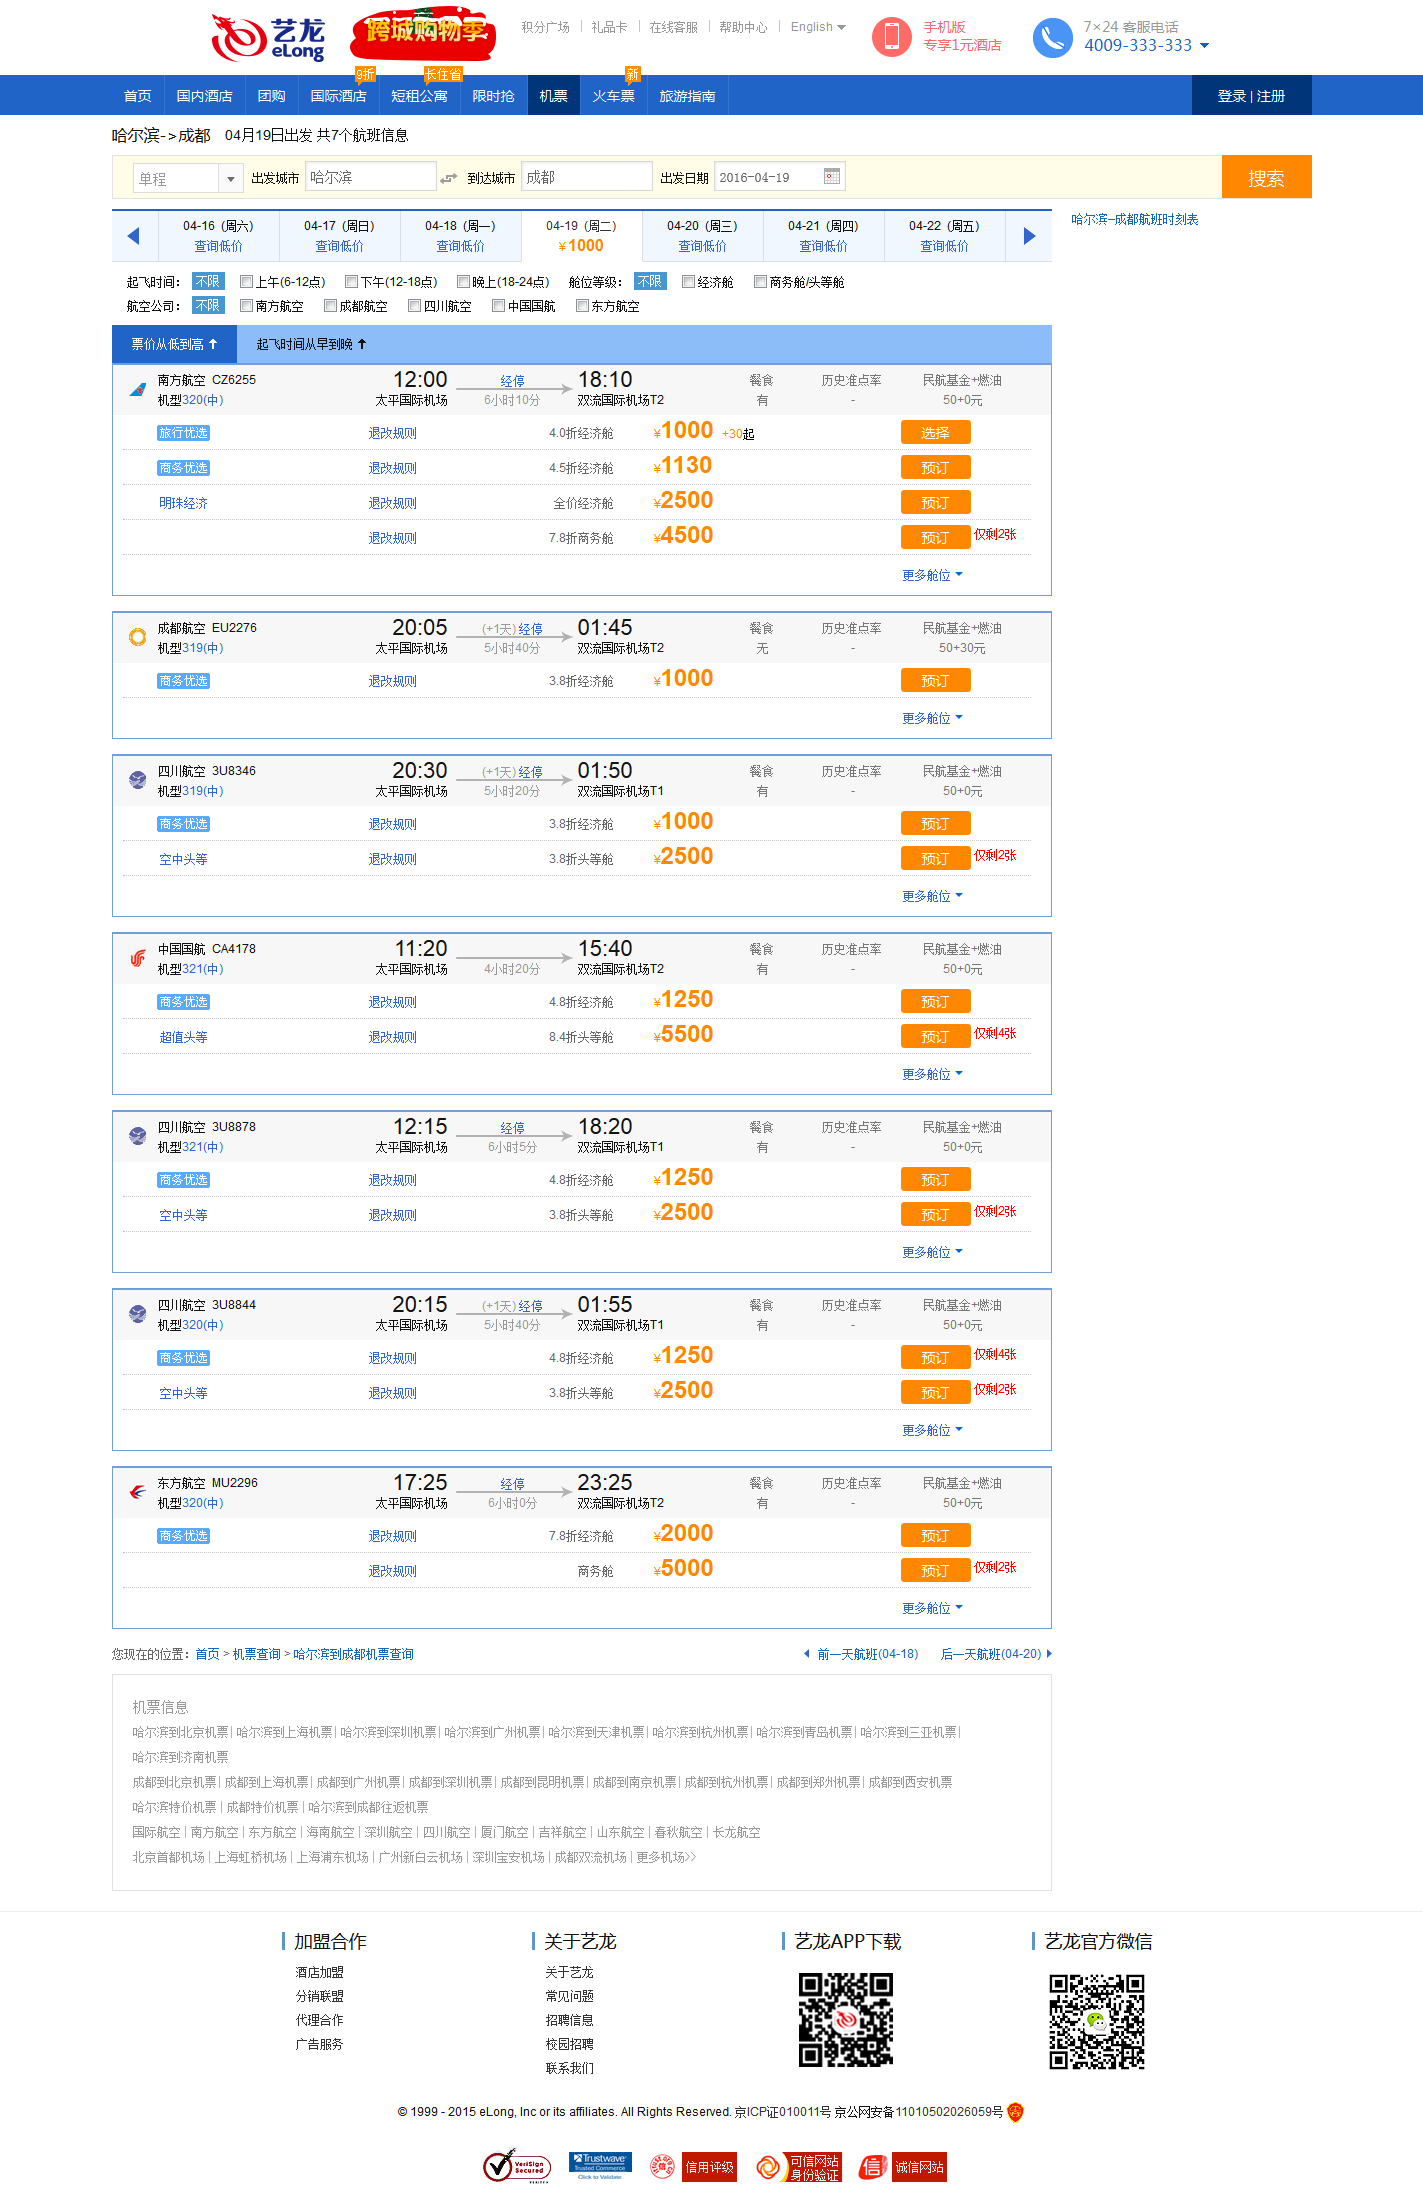 艺龙 eLong 跨城购物季 积分广场 礼品卡 在线客服 帮助中心 English 手机版 专享1元酒店 7×24 客服电话 4009-333-333
9折 长住省 新
首页 国内酒店 团购 国际酒店 短租公寓 限时抢 机票 火车票 旅游指南 登录 | 注册
哈尔滨->成都 04月19日出发 共7个航班信息
单程 出发城市 哈尔滨 到达城市 成都 出发日期 2016-04-19 搜索
04-16 (周六) 04-17 (周日) 04-18 (周一) 04-19 (周二) 04-20 (周三) 04-21 (周四) 04-22 (周五) 哈尔滨-成都航班时刻表
查询低价 查询低价 查询低价 ¥1000 查询低价 查询低价 查询低价
起飞时间： 不限 上午(6-12点) 下午(12-18点) 晚上(18-24点) 舱位等级： 不限 经济舱 商务舱/头等舱
航空公司： 不限 南方航空 成都航空 四川航空 中国国航 东方航空
票价从低到高 起飞时间从早到晚
南方航空 CZ6255 12:00 经停 18:10 餐食 历史准点率 民航基金+燃油
机型320(中) 太平国际机场 6小时10分 双流国际机场T2 有 - 50+0元
旅行优选 退改规则 4.0折经济舱 ¥1000 +30起 选择
商务优选 退改规则 4.5折经济舱 ¥1130 预订
明珠经济 退改规则 全价经济舱 ¥2500 预订
退改规则 7.8折商务舱 ¥4500 预订 仅剩2张
更多舱位
成都航空 EU2276 20:05 (+1天) 经停 01:45 餐食 历史准点率 民航基金+燃油
机型319(中) 太平国际机场 5小时40分 双流国际机场T2 无 - 50+30元
商务优选 退改规则 3.8折经济舱 ¥1000 预订
更多舱位
四川航空 3U8346 20:30 (+1天) 经停 01:50 餐食 历史准点率 民航基金+燃油
机型319(中) 太平国际机场 5小时20分 双流国际机场T1 有 - 50+0元
商务优选 退改规则 3.8折经济舱 ¥1000 预订
空中头等 退改规则 3.8折头等舱 ¥2500 预订 仅剩2张
更多舱位
中国国航 CA4178 11:20 15:40 餐食 历史准点率 民航基金+燃油
机型321(中) 太平国际机场 4小时20分 双流国际机场T2 有 - 50+0元
商务优选 退改规则 4.8折经济舱 ¥1250 预订
超值头等 退改规则 8.4折头等舱 ¥5500 预订 仅剩4张
更多舱位
四川航空 3U8878 12:15 经停 18:20 餐食 历史准点率 民航基金+燃油
机型321(中) 太平国际机场 6小时5分 双流国际机场T1 有 - 50+0元
商务优选 退改规则 4.8折经济舱 ¥1250 预订
空中头等 退改规则 3.8折头等舱 ¥2500 预订 仅剩2张
更多舱位
四川航空 3U8844 20:15 (+1天) 经停 01:55 餐食 历史准点率 民航基金+燃油
机型320(中) 太平国际机场 5小时40分 双流国际机场T1 有 - 50+0元
商务优选 退改规则 4.8折经济舱 ¥1250 预订 仅剩4张
空中头等 退改规则 3.8折头等舱 ¥2500 预订 仅剩2张
更多舱位
东方航空 MU2296 17:25 经停 23:25 餐食 历史准点率 民航基金+燃油
机型320(中) 太平国际机场 6小时0分 双流国际机场T2 有 - 50+0元
商务优选 退改规则 7.8折经济舱 ¥2000 预订
退改规则 商务舱 ¥5000 预订 仅剩2张
更多舱位
您现在的位置：首页 > 机票查询 > 哈尔滨到成都机票查询 前一天航班(04-18) 后一天航班(04-20)
机票信息
哈尔滨到北京机票| 哈尔滨到上海机票| 哈尔滨到深圳机票| 哈尔滨到广州机票| 哈尔滨到天津机票| 哈尔滨到杭州机票| 哈尔滨到青岛机票| 哈尔滨到三亚机票|
哈尔滨到济南机票
成都到北京机票| 成都到上海机票| 成都到广州机票| 成都到深圳机票| 成都到昆明机票| 成都到南京机票| 成都到杭州机票| 成都到郑州机票| 成都到西安机票
哈尔滨特价机票 | 成都特价机票 | 哈尔滨到成都往返机票
国际航空 | 南方航空 | 东方航空 | 海南航空 | 深圳航空 | 四川航空 | 厦门航空 | 吉祥航空 | 山东航空 | 春秋航空 | 长龙航空
北京首都机场 | 上海虹桥机场 | 上海浦东机场 | 广州新白云机场 | 深圳宝安机场 | 成都双流机场 | 更多机场>>
加盟合作 关于艺龙 艺龙APP下载 艺龙官方微信
酒店加盟 关于艺龙
分销联盟 常见问题
代理合作 招聘信息
广告服务 校园招聘
联系我们
© 1999 - 2015 eLong, Inc or its affiliates. All Rights Reserved. 京ICP证010011号 京公网安备11010502026059号
VeriSign Secured Trustwave Trusted Commerce Click to Validate 信用评级 可信网站 身份验证 信 诚信网站